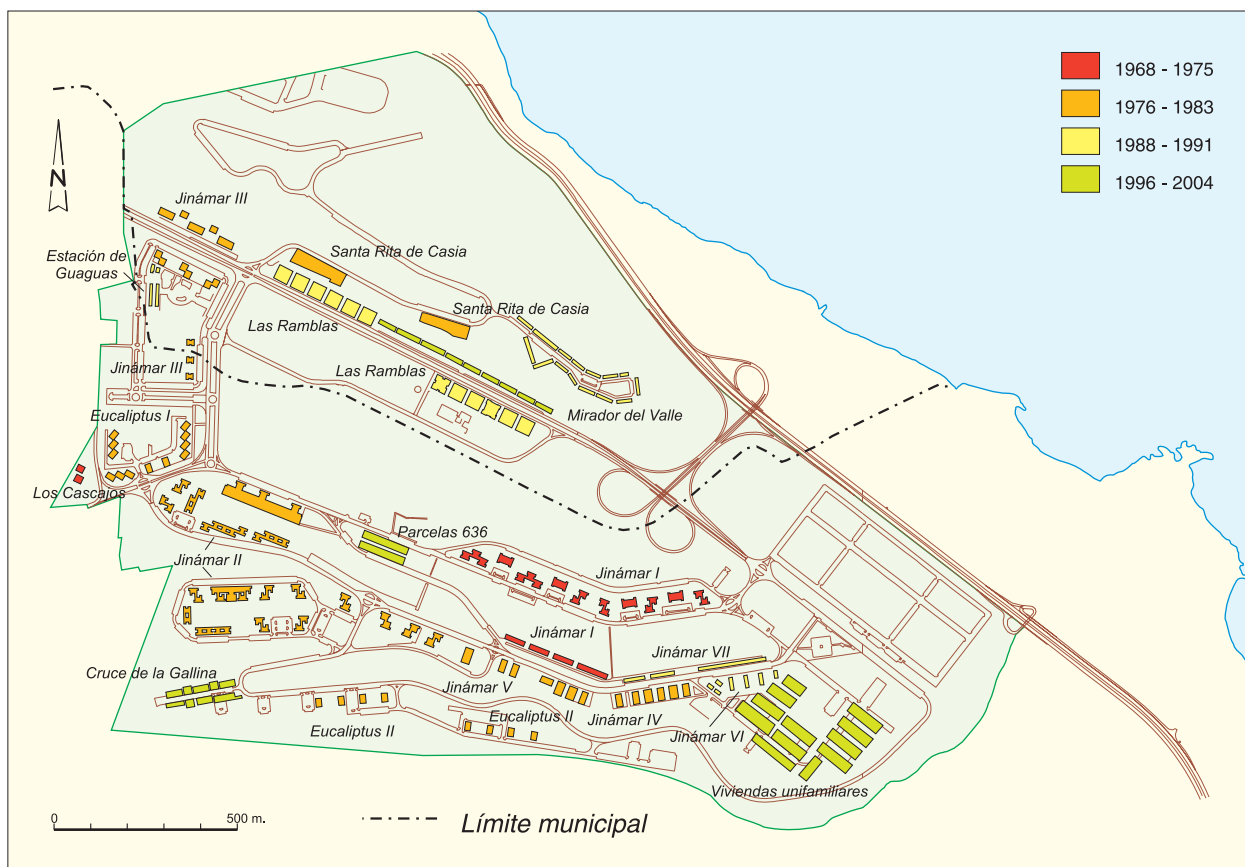 1968 - 1975
1976 - 1983
1988 - 1991
1996 - 2004
N
Jinámar III
Estación de
Guaguas
Santa Rita de Casia
Santa Rita de Casia
Las Ramblas
Las Ramblas
Jinámar III
Mirador del Valle
Eucaliptus I
Los Cascajos
Parcelas 636
Jinámar II
Jinámar I
Jinámar I
Jinámar VII
Cruce de la Gallina
Jinámar V
Eucaliptus II
Eucaliptus II
Jinámar IV
Jinámar VI
Viviendas unifamiliares
0 500 m.
Límite municipal